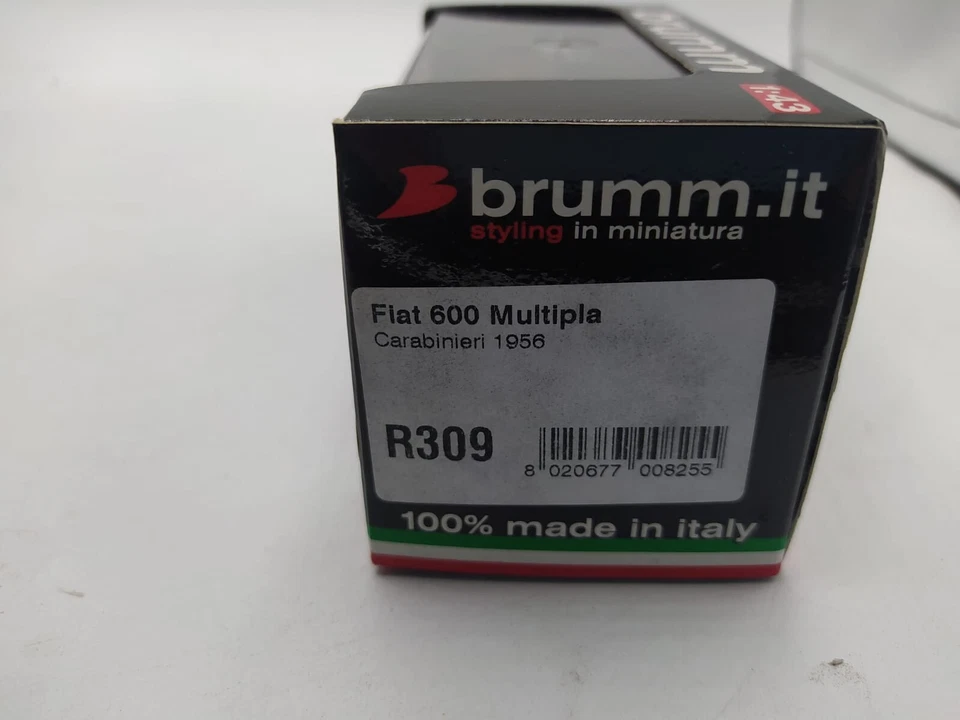 brumm
1:43
brumm.it
styling in miniatura
Fiat 600 Multipla
Carabinieri 1956
R309
8 020677 008255
100% made in italy